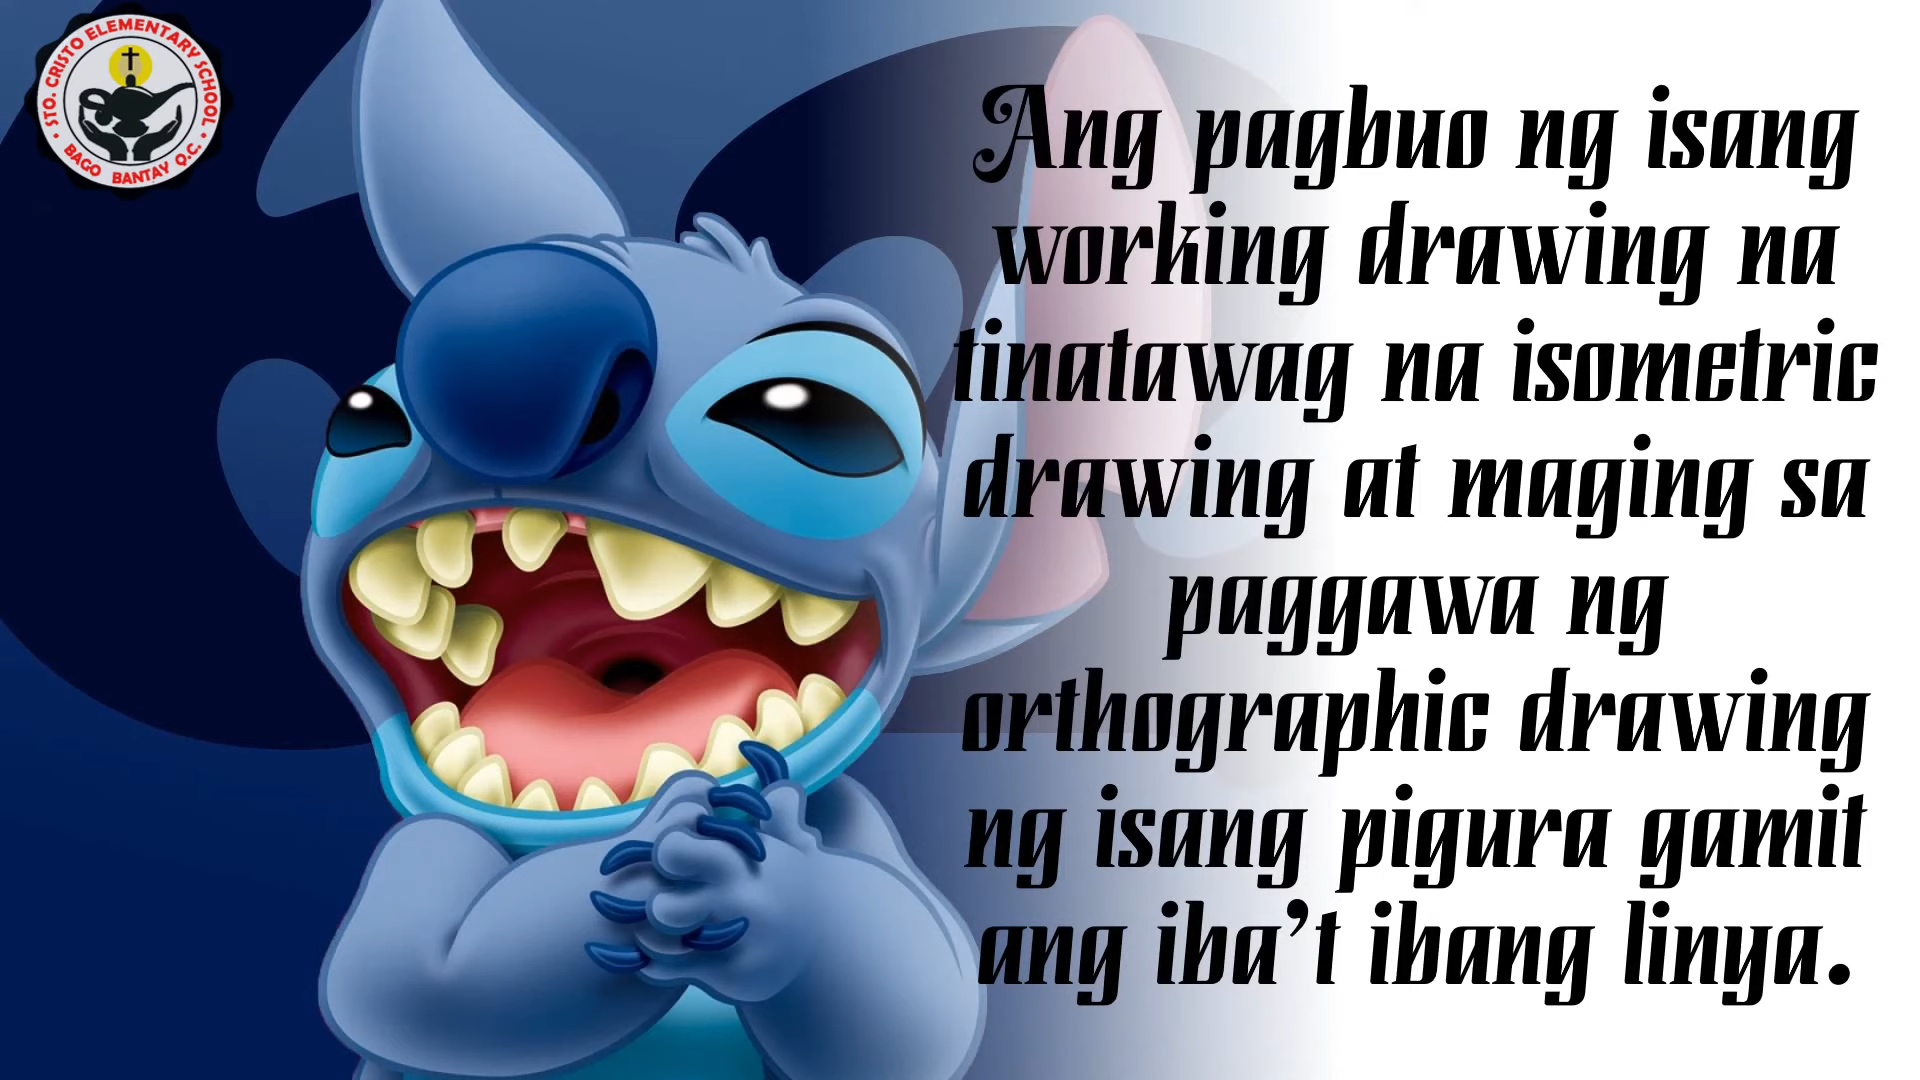 STO. CRISTO ELEMENTARY SCHOOL
BAGO BANTAY Q.C.
Ang pagbuo ng isang
working drawing na
tinatawag na isometric
drawing at maging sa
paggawa ng
orthographic drawing
ng isang pigura gamit
ang iba’t ibang linya.